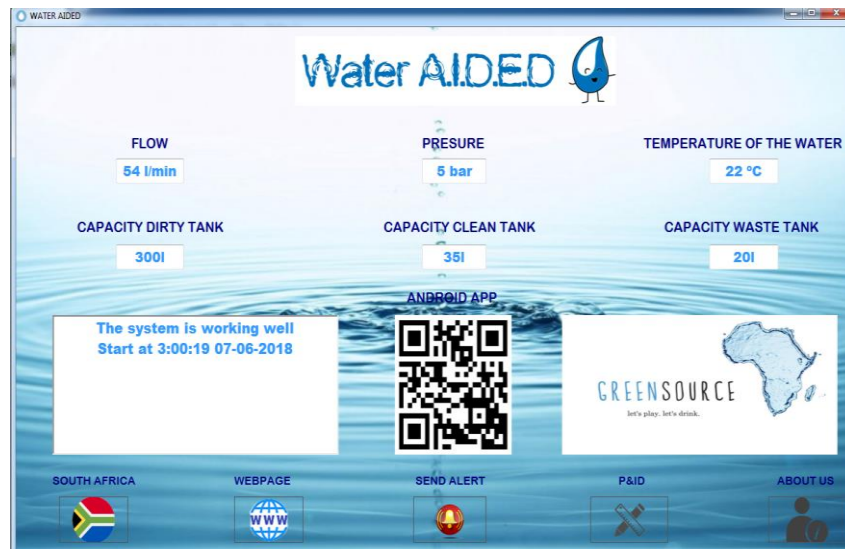 WATER AIDED
Water A.I.D.E.D
FLOW
PRESURE
TEMPERATURE OF THE WATER
54 l/min
5 bar
22 ºC
CAPACITY DIRTY TANK
CAPACITY CLEAN TANK
CAPACITY WASTE TANK
300l
35l
20l
ANDROID APP
The system is working well
Start at 3:00:19 07-06-2018
GREENSOURCE
let's play. let's drink.
SOUTH AFRICA
WEBPAGE
SEND ALERT
P&ID
ABOUT US
WWW
i